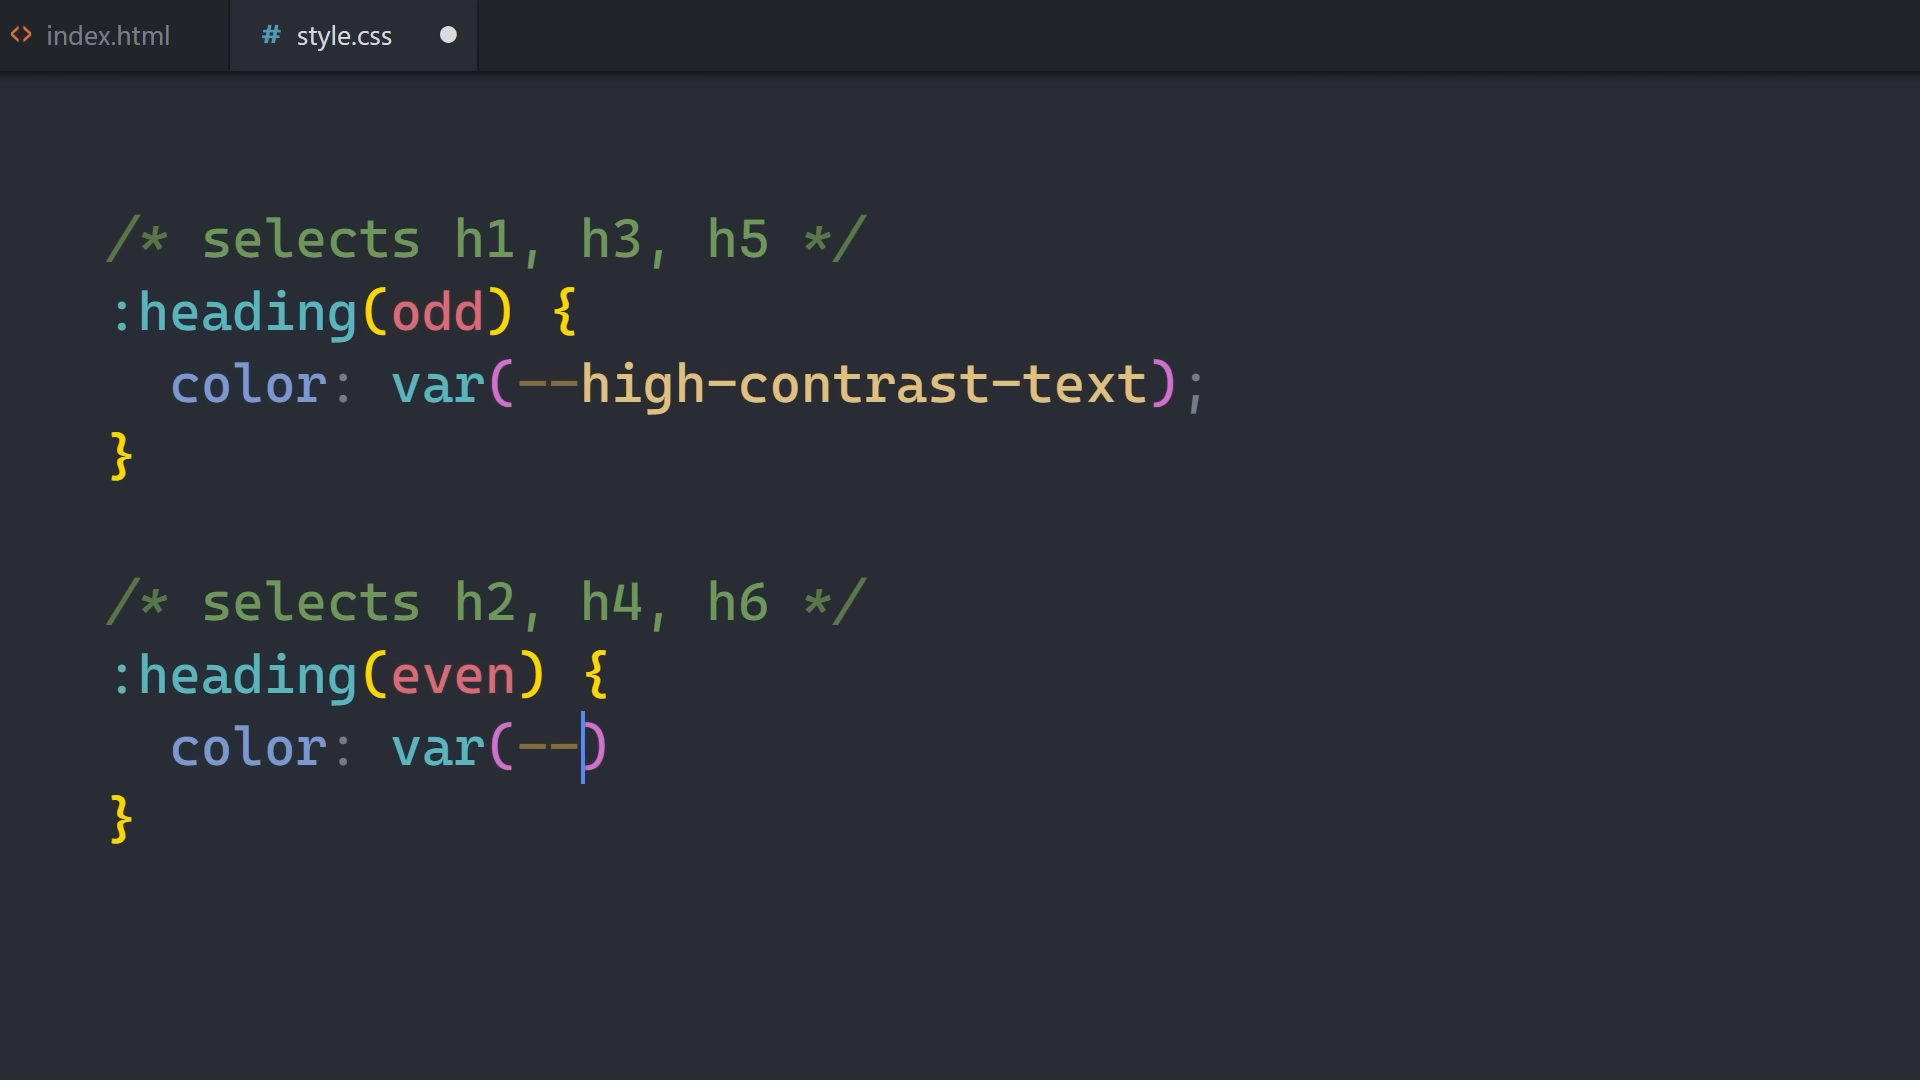 <> index.html # style.css
/* selects h1, h3, h5 */
:heading(odd) {
  color: var(--high-contrast-text);
}
/* selects h2, h4, h6 */
:heading(even) {
  color: var(--)
}